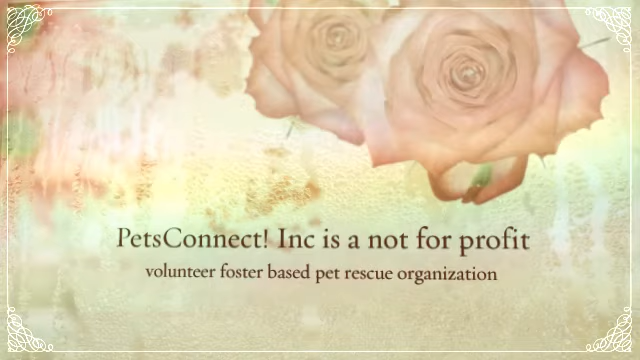 PetsConnect! Inc is a not for profit
volunteer foster based pet rescue organization